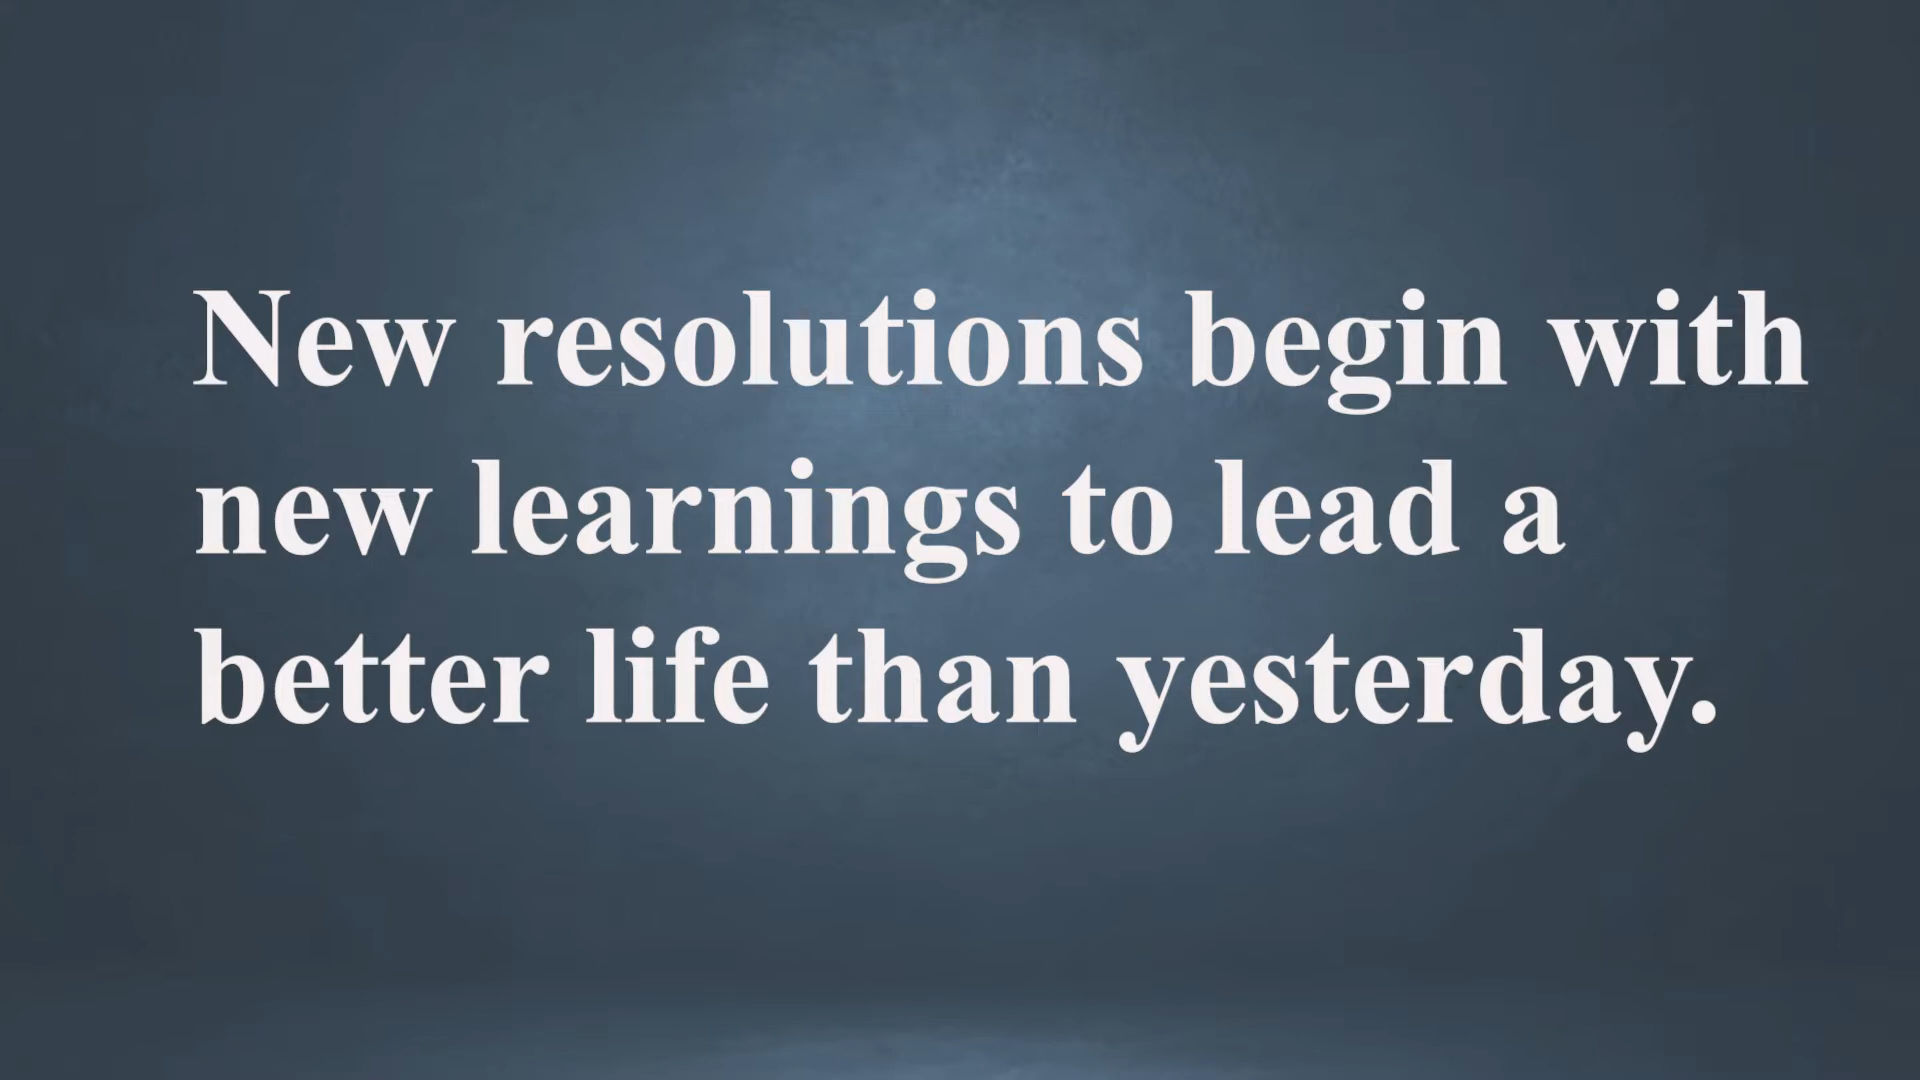 New resolutions begin with
new learnings to lead a
better life than yesterday.